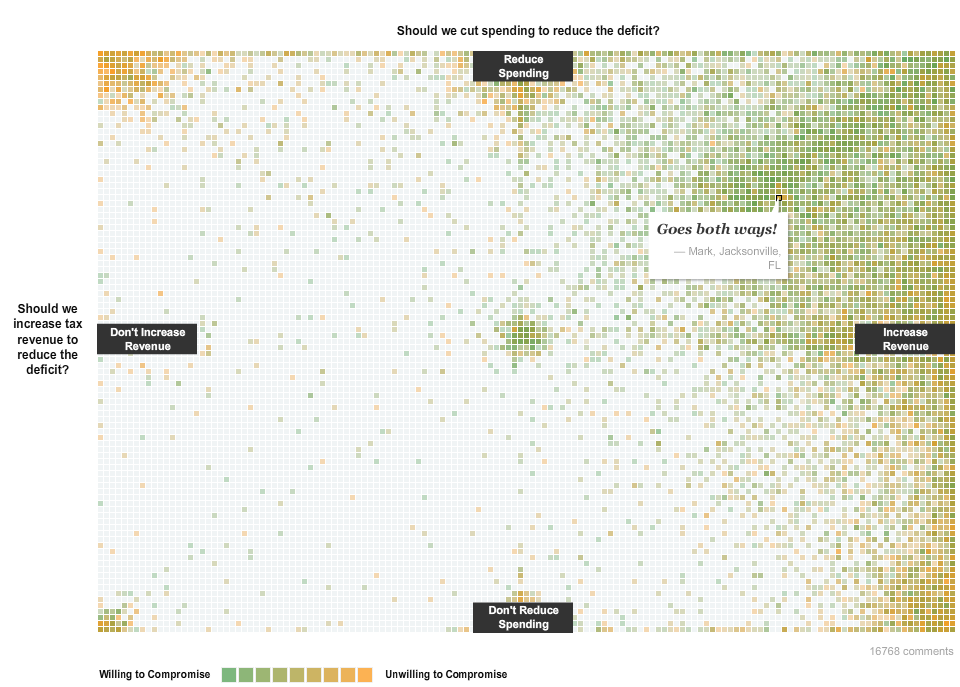 Should we cut spending to reduce the deficit?
Reduce
Spending
Goes both ways!
— Mark, Jacksonville,
FL
Should we
increase tax
revenue to
reduce the
deficit?
Don't Increase
Revenue
Increase
Revenue
Don't Reduce
Spending
16768 comments
Willing to Compromise
Unwilling to Compromise